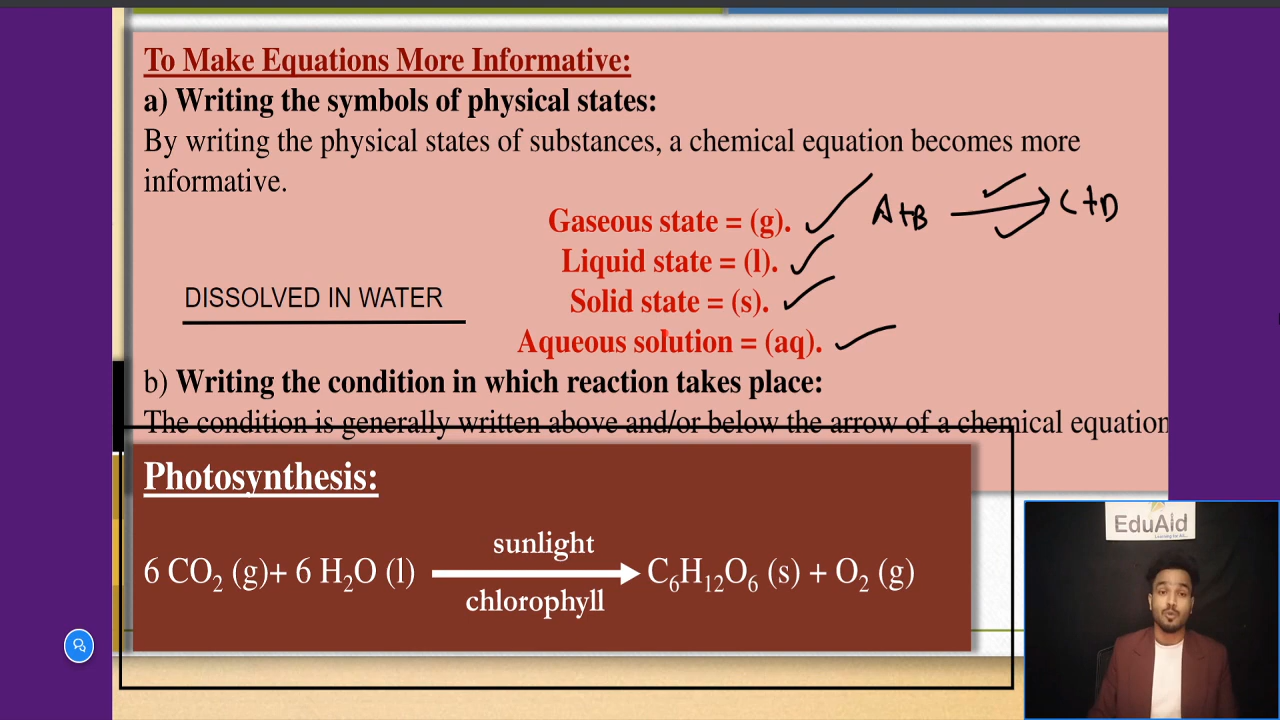 To Make Equations More Informative:
a) Writing the symbols of physical states:
By writing the physical states of substances, a chemical equation becomes more
informative.
Gaseous state = (g).
A+B → C+D
Liquid state = (l).
DISSOLVED IN WATER
Solid state = (s).
Aqueous solution = (aq).
b) Writing the condition in which reaction takes place:
The condition is generally written above and/or below the arrow of a chemical equation
Photosynthesis:
sunlight
6 CO₂ (g)+ 6 H₂O (l) → C₆H₁₂O₆ (s) + O₂ (g)
chlorophyll
EduAid